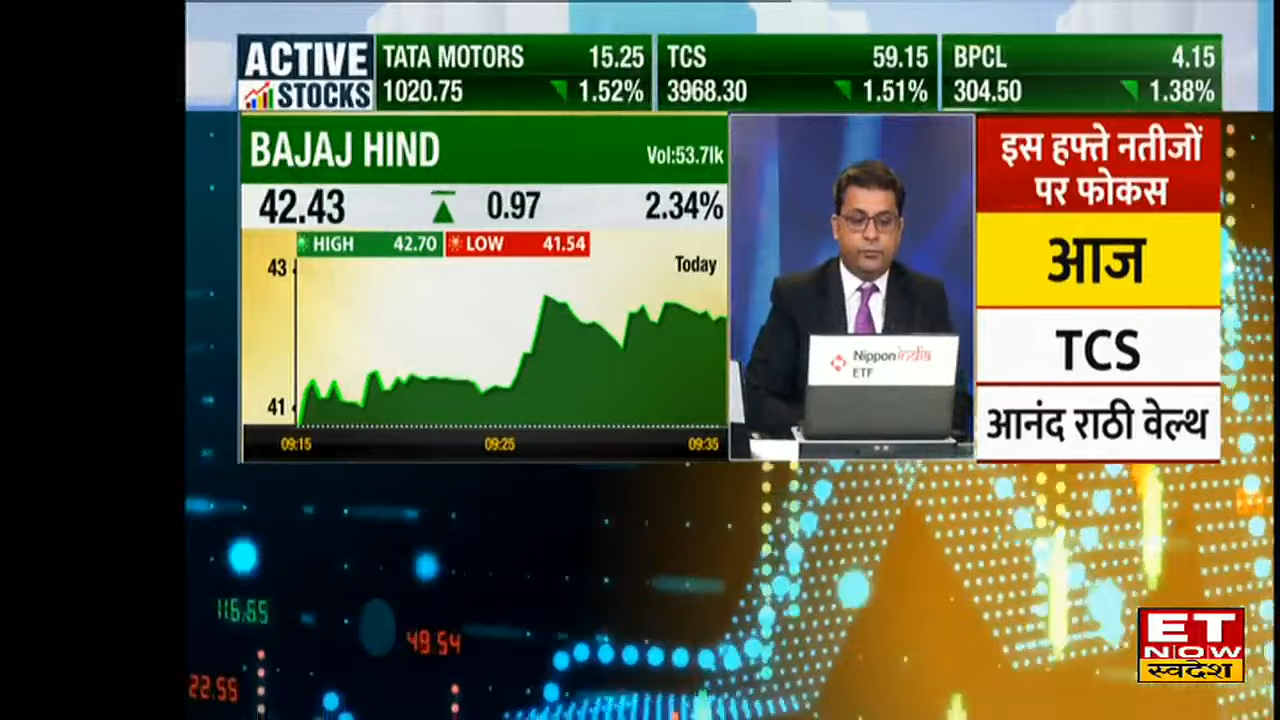 ACTIVE STOCKS
TATA MOTORS 15.25
1020.75 1.52%
TCS 59.15
3968.30 1.51%
BPCL 4.15
304.50 1.38%
BAJAJ HIND Vol:53.7lk
42.43 0.97 2.34%
HIGH 42.70 LOW 41.54
Today
43
41
09:15 09:25 09:35
Nippon india
ETF
इस हफ्ते नतीजों
पर फोकस
आज
TCS
आनंद राठी वेल्थ
116.65
48.54
22.55
ET
NOW
स्वदेश